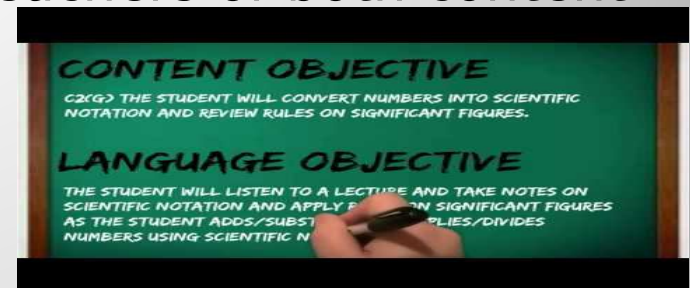 CONTENT OBJECTIVE
C2(G) THE STUDENT WILL CONVERT NUMBERS INTO SCIENTIFIC
NOTATION AND REVIEW RULES ON SIGNIFICANT FIGURES.
LANGUAGE OBJECTIVE
THE STUDENT WILL LISTEN TO A LECTURE AND TAKE NOTES ON
SCIENTIFIC NOTATION AND APPLY ON SIGNIFICANT FIGURES
AS THE STUDENT ADDS/SUBST PLIES/DIVIDES
NUMBERS USING SCIENTIFIC N